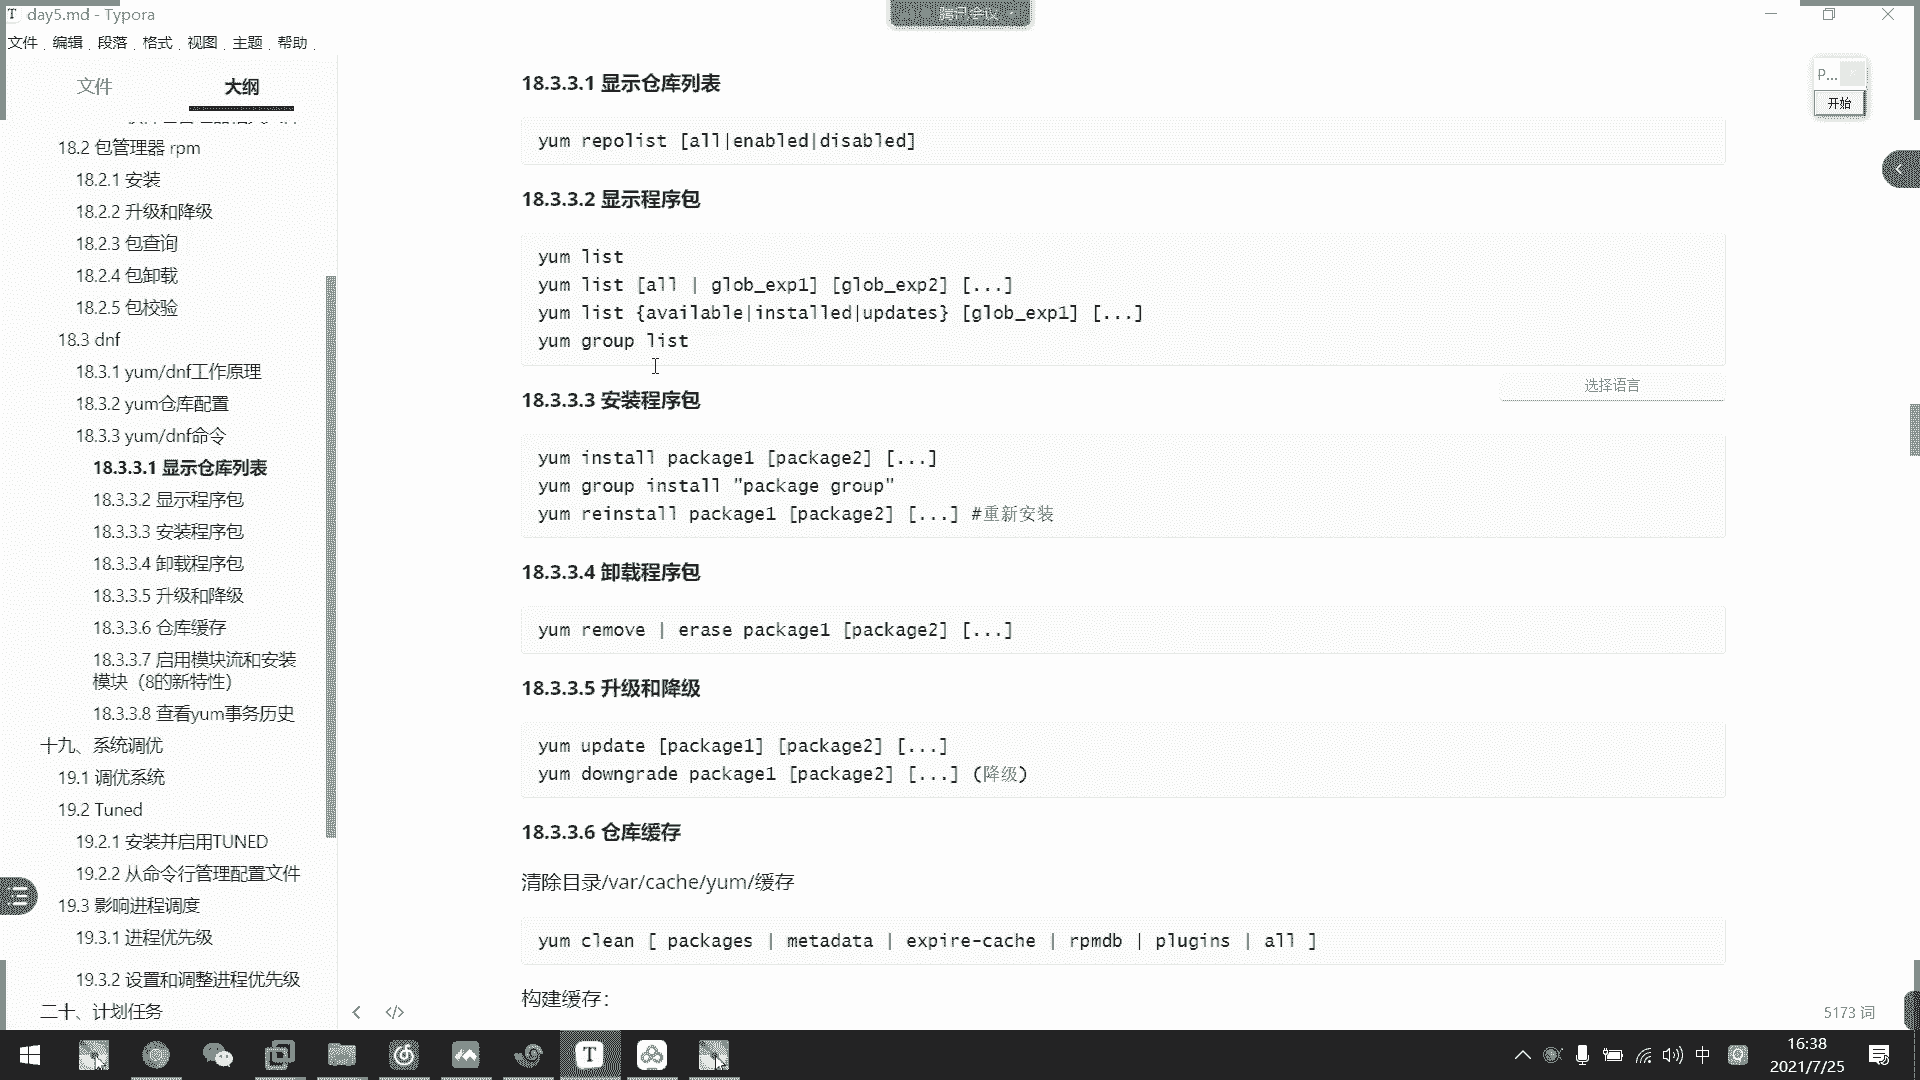 day5.md - Typora
腾讯会议
文件 编辑 段落 格式 视图 主题 帮助
文件
大纲
18.2 包管理器 rpm
18.2.1 安装
18.2.2 升级和降级
18.2.3 包查询
18.2.4 包卸载
18.2.5 包校验
18.3 dnf
18.3.1 yum/dnf工作原理
18.3.2 yum仓库配置
18.3.3 yum/dnf命令
18.3.3.1 显示仓库列表
18.3.3.2 显示程序包
18.3.3.3 安装程序包
18.3.3.4 卸载程序包
18.3.3.5 升级和降级
18.3.3.6 仓库缓存
18.3.3.7 启用模块流和安装
模块（8的新特性）
18.3.3.8 查看yum事务历史
十九、系统调优
19.1 调优系统
19.2 Tuned
19.2.1 安装并启用TUNED
19.2.2 从命令行管理配置文件
19.3 影响进程调度
19.3.1 进程优先级
19.3.2 设置和调整进程优先级
二十、计划任务
18.3.3.1 显示仓库列表
yum repolist [all|enabled|disabled]
18.3.3.2 显示程序包
yum list
yum list [all | glob_exp1] [glob_exp2] [...]
yum list {available|installed|updates} [glob_exp1] [...]
yum group list
选择语言
18.3.3.3 安装程序包
yum install package1 [package2] [...]
yum group install "package group"
yum reinstall package1 [package2] [...] #重新安装
18.3.3.4 卸载程序包
yum remove | erase package1 [package2] [...]
18.3.3.5 升级和降级
yum update [package1] [package2] [...]
yum downgrade package1 [package2] [...] (降级)
18.3.3.6 仓库缓存
清除目录/var/cache/yum/缓存
yum clean [ packages | metadata | expire-cache | rpmdb | plugins | all ]
构建缓存：
P...
开始
5173 词
中
16:38
2021/7/25